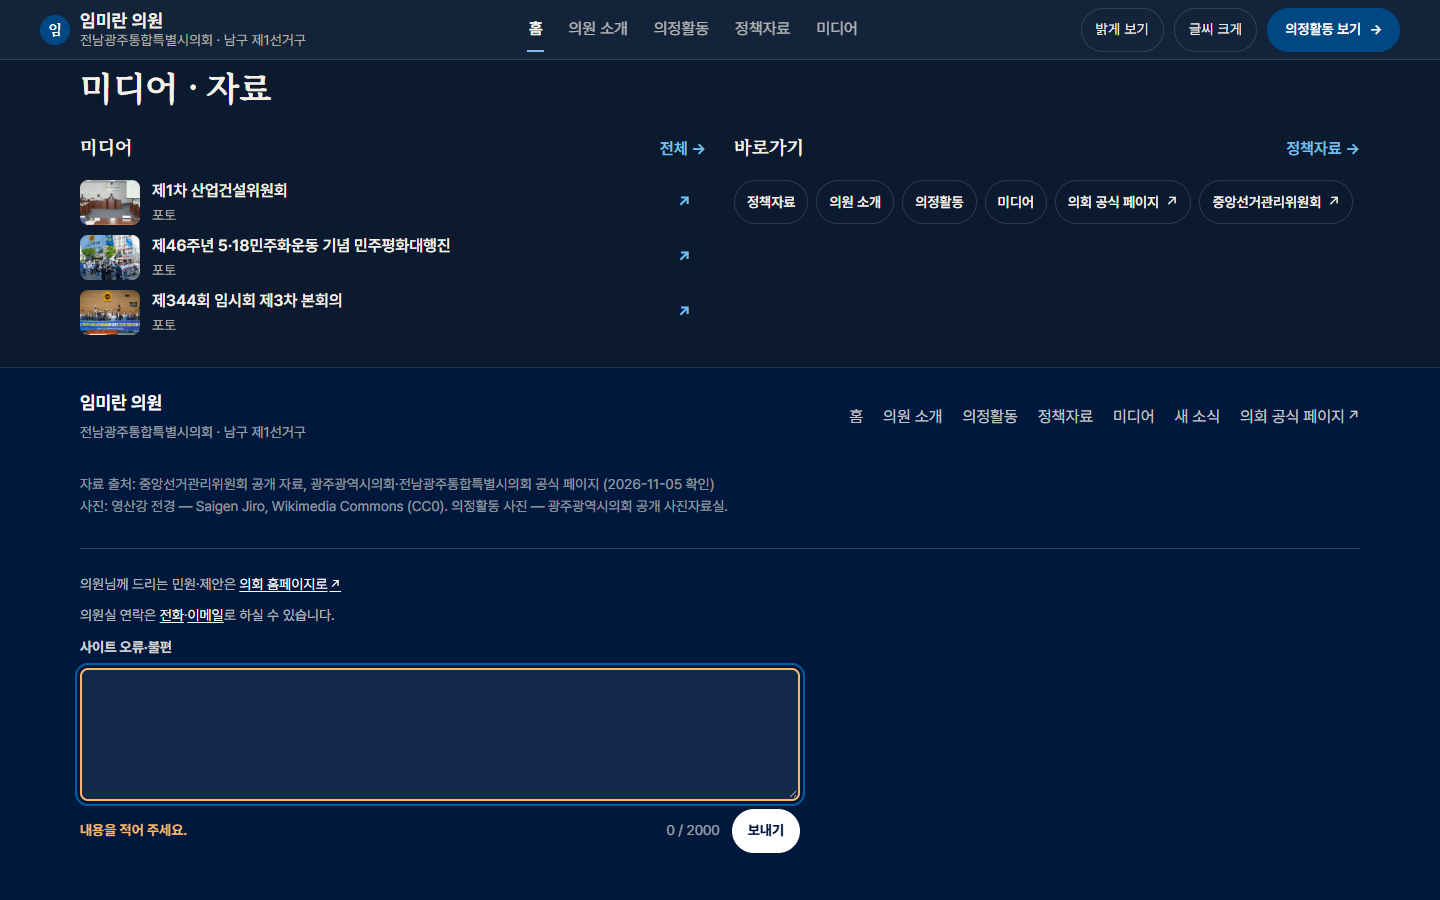 임
임미란 의원
전남광주통합특별시의회 · 남구 제1선거구
홈 의원 소개 의정활동 정책자료 미디어
밝게 보기 글씨 크게 의정활동 보기 →
미디어 · 자료
미디어 전체 →
제1차 산업건설위원회
포토
제46주년 5·18민주화운동 기념 민주평화대행진
포토
제344회 임시회 제3차 본회의
포토
바로가기 정책자료 →
정책자료 의원 소개 의정활동 미디어 의회 공식 페이지 ↗ 중앙선거관리위원회 ↗
임미란 의원
전남광주통합특별시의회 · 남구 제1선거구
홈 의원 소개 의정활동 정책자료 미디어 새 소식 의회 공식 페이지 ↗
자료 출처: 중앙선거관리위원회 공개 자료, 광주광역시의회·전남광주통합특별시의회 공식 페이지 (2026-11-05 확인)
사진: 영산강 전경 — Saigen Jiro, Wikimedia Commons (CC0). 의정활동 사진 — 광주광역시의회 공개 사진자료실.
의원님께 드리는 민원·제안은 의회 홈페이지로 ↗
의원실 연락은 전화·이메일로 하실 수 있습니다.
사이트 오류·불편
내용을 적어 주세요.
0 / 2000 보내기